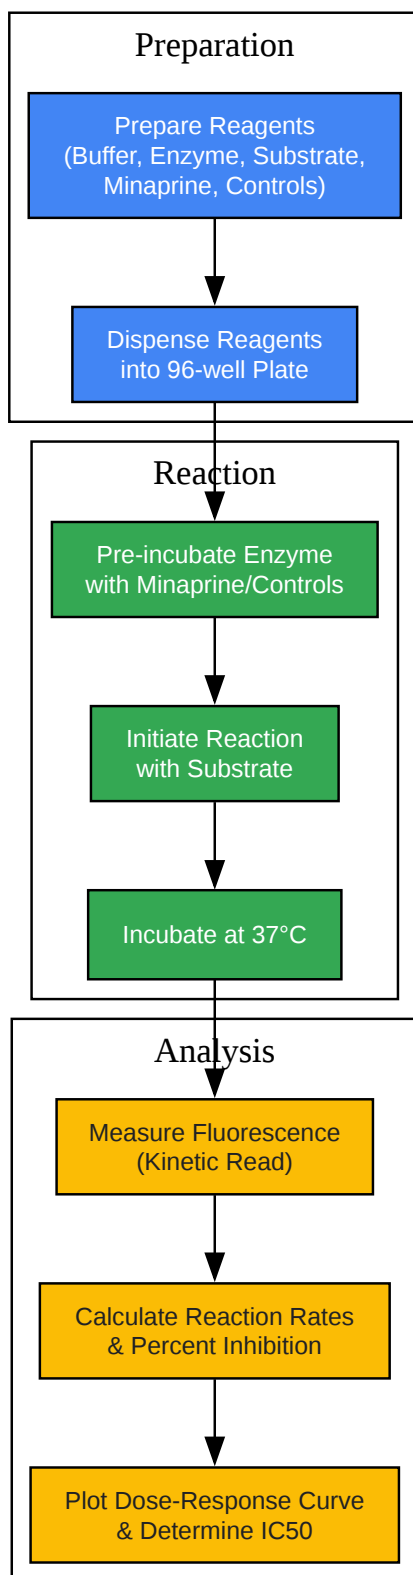 Preparation
Prepare Reagents
(Buffer, Enzyme, Substrate,
Minaprine, Controls)
Dispense Reagents
into 96-well Plate
Reaction
Pre-incubate Enzyme
with Minaprine/Controls
Initiate Reaction
with Substrate
Incubate at 37°C
Analysis
Measure Fluorescence
(Kinetic Read)
Calculate Reaction Rates
& Percent Inhibition
Plot Dose-Response Curve
& Determine IC50